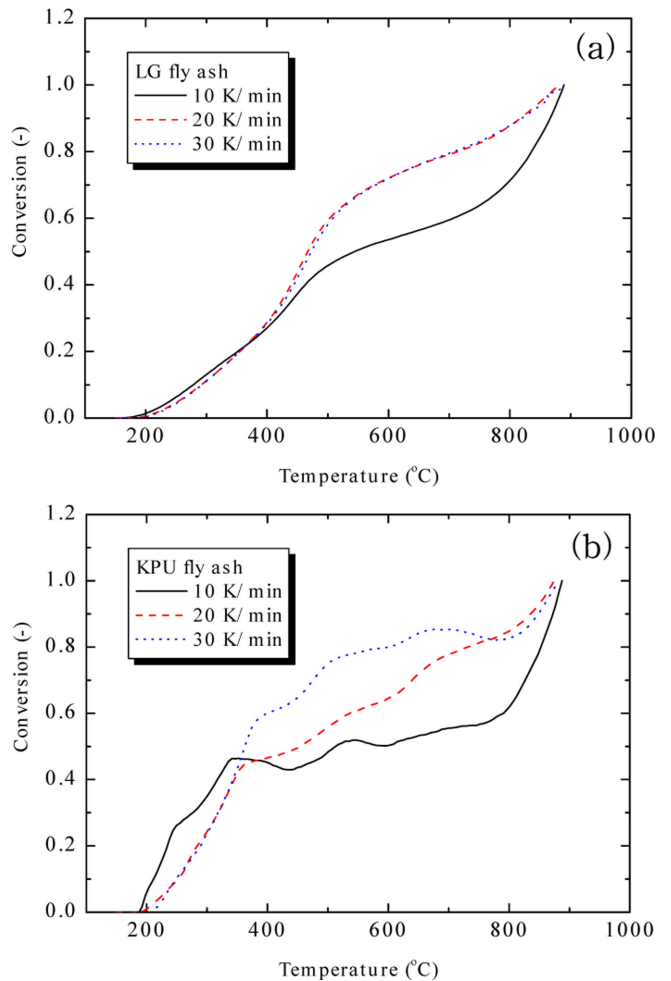 1.2
(a)
LG fly ash
1.0
10 K/ min
20 K/ min
0.8
30 K/ min
Conversion (-)
0.6
0.4
0.2
0.0
200 400 600 800 1000
Temperature (°C)
1.2
(b)
KPU fly ash
1.0
10 K/ min
20 K/ min
0.8
30 K/ min
Conversion (-)
0.6
0.4
0.2
0.0
200 400 600 800 1000
Temperature (°C)